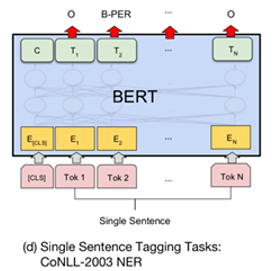 O B-PER ... O
C T1 T2 TN
BERT
E[CLS] E1 E2 ... EN
[CLS] Tok 1 Tok 2 ... Tok N
Single Sentence
(d) Single Sentence Tagging Tasks:
CoNLL-2003 NER